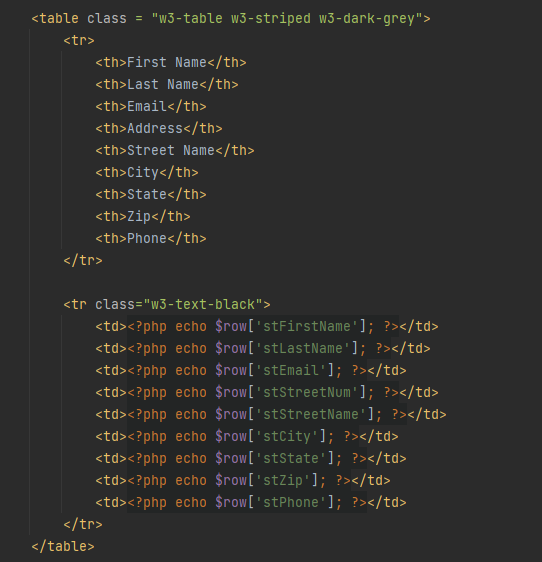 <table class = "w3-table w3-striped w3-dark-grey">
    <tr>
        <th>First Name</th>
        <th>Last Name</th>
        <th>Email</th>
        <th>Address</th>
        <th>Street Name</th>
        <th>City</th>
        <th>State</th>
        <th>Zip</th>
        <th>Phone</th>
    </tr>

    <tr class="w3-text-black">
        <td><?php echo $row['stFirstName']; ?></td>
        <td><?php echo $row['stLastName']; ?></td>
        <td><?php echo $row['stEmail']; ?></td>
        <td><?php echo $row['stStreetNum']; ?></td>
        <td><?php echo $row['stStreetName']; ?></td>
        <td><?php echo $row['stCity']; ?></td>
        <td><?php echo $row['stState']; ?></td>
        <td><?php echo $row['stZip']; ?></td>
        <td><?php echo $row['stPhone']; ?></td>
    </tr>
</table>